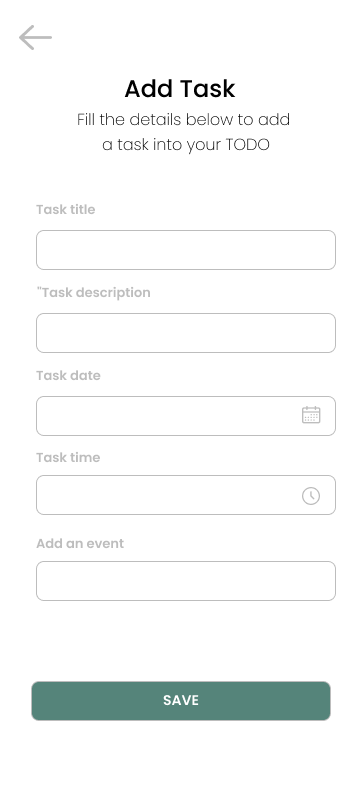 Add Task
Fill the details below to add
a task into your TODO
Task title
"Task description
Task date
Task time
Add an event
SAVE